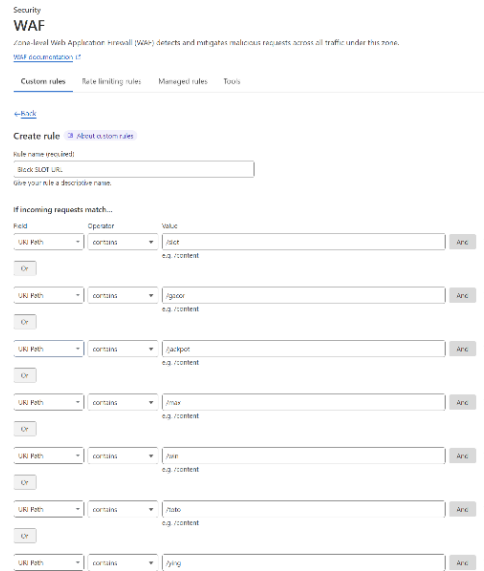 Security
WAF
Zone-level Web Application Firewall (WAF) detects and mitigates malicious requests across all traffic under this zone.
WAF documentation
Custom rules Rate limiting rules Managed rules Tools
Back
Create rule About custom rules
Rule name (required)
Block SLOT URL
Give your rule a descriptive name.
If incoming requests match...
Field Operator Value
URI Path contains /slot And
e.g. /content
Or
URI Path contains /gacor And
e.g. /content
Or
URI Path contains /jackpot And
e.g. /content
Or
URI Path contains /max And
e.g. /content
Or
URI Path contains And
e.g. /content
Or
URI Path contains And
e.g. /content
Or
URI Path contains And